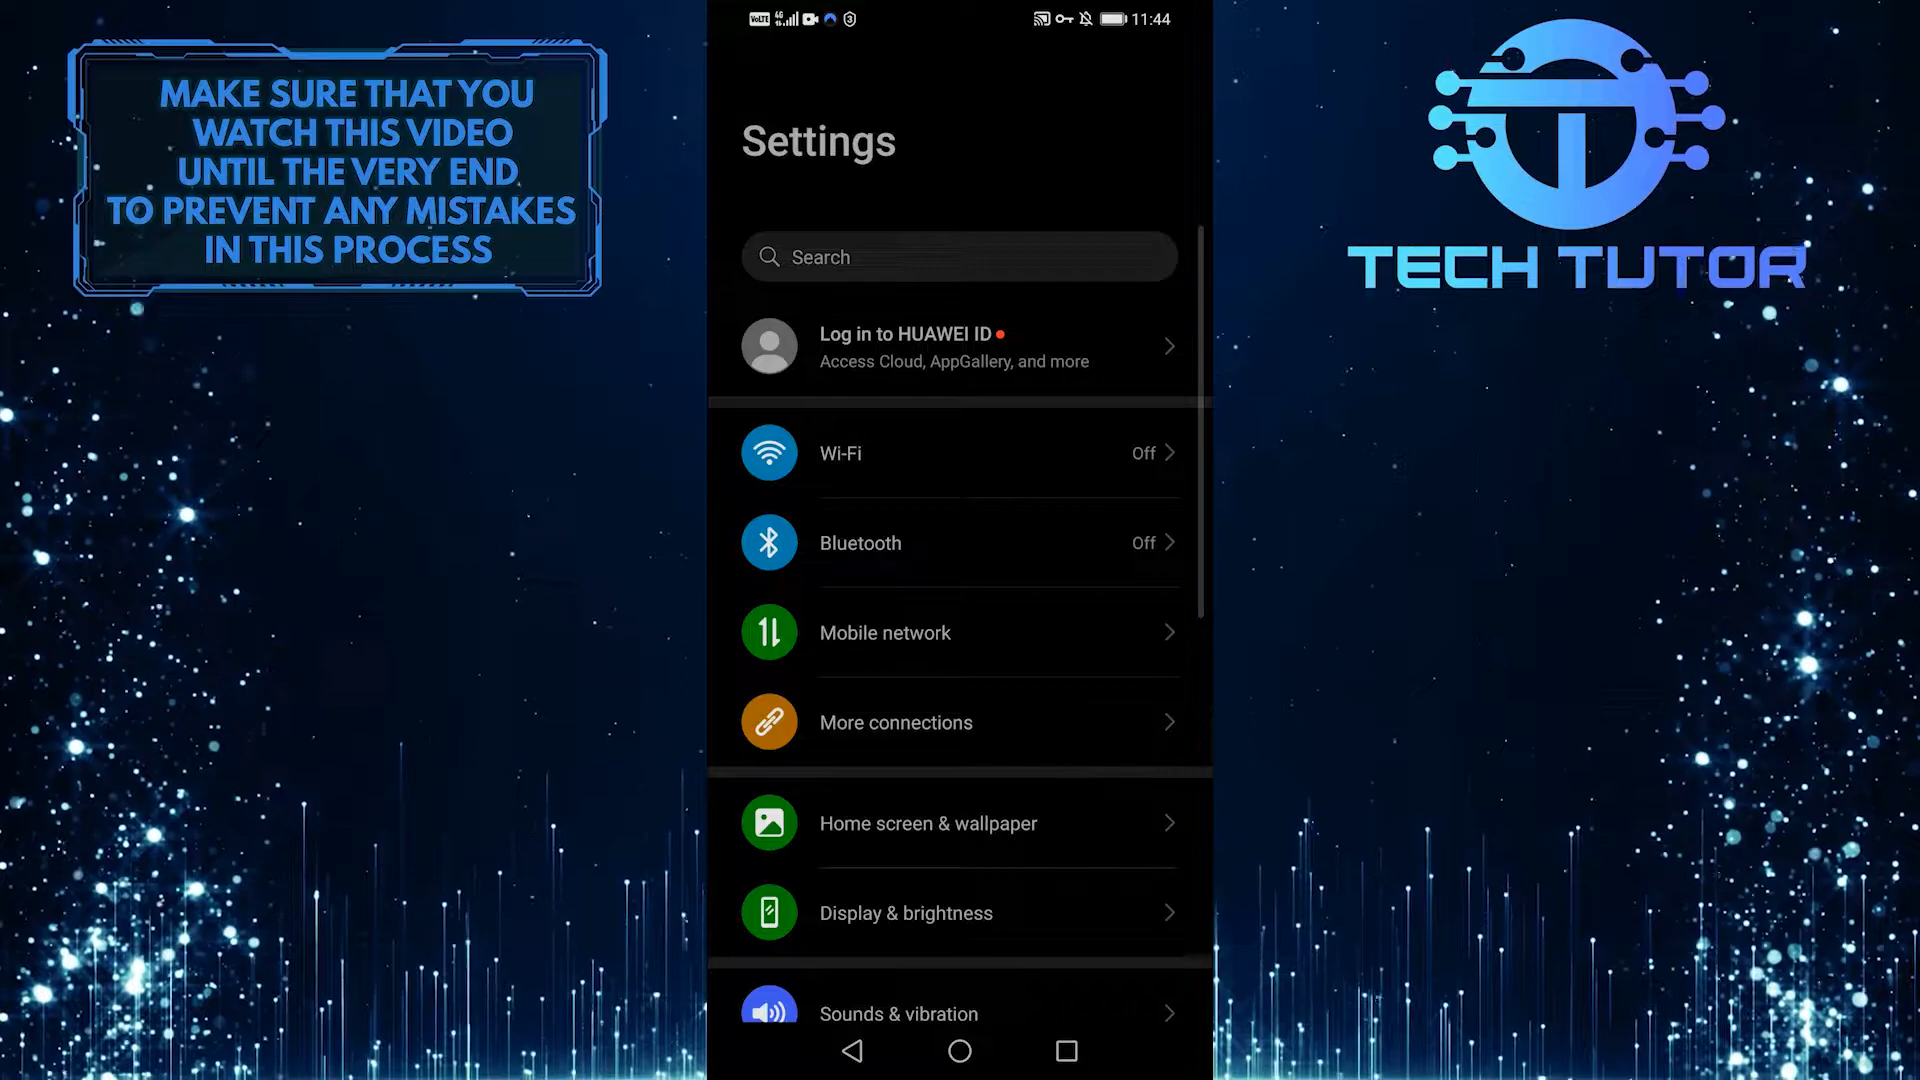 MAKE SURE THAT YOU
WATCH THIS VIDEO
UNTIL THE VERY END
TO PREVENT ANY MISTAKES
IN THIS PROCESS
VoLTE 4G 11:44
Settings
Search
Log in to HUAWEI ID
Access Cloud, AppGallery, and more
Wi-Fi Off
Bluetooth Off
Mobile network
More connections
Home screen & wallpaper
Display & brightness
Sounds & vibration
TECH TUTOR